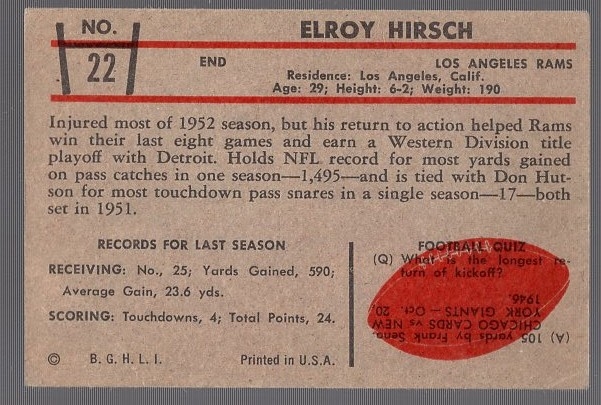 NO.
22
ELROY HIRSCH
END LOS ANGELES RAMS
Residence: Los Angeles, Calif.
Age: 29; Height: 6-2; Weight: 190
Injured most of 1952 season, but his return to action helped Rams
win their last eight games and earn a Western Division title
playoff with Detroit. Holds NFL record for most yards gained
on pass catches in one season—1,495—and is tied with Don Hut-
son for most touchdown pass snares in a single season—17—both
set in 1951.
RECORDS FOR LAST SEASON
RECEIVING: No., 25; Yards Gained, 590;
Average Gain, 23.6 yds.
SCORING: Touchdowns, 4; Total Points, 24.
© B. G. H. L. I. Printed in U.S.A.
FOOTBALL QUIZ
(Q) What is the longest re-
turn of kickoff?
(A) 105 yards by Frank Seno,
CHICAGO CARDS vs NEW
YORK GIANTS — Oct. 20,
1946.